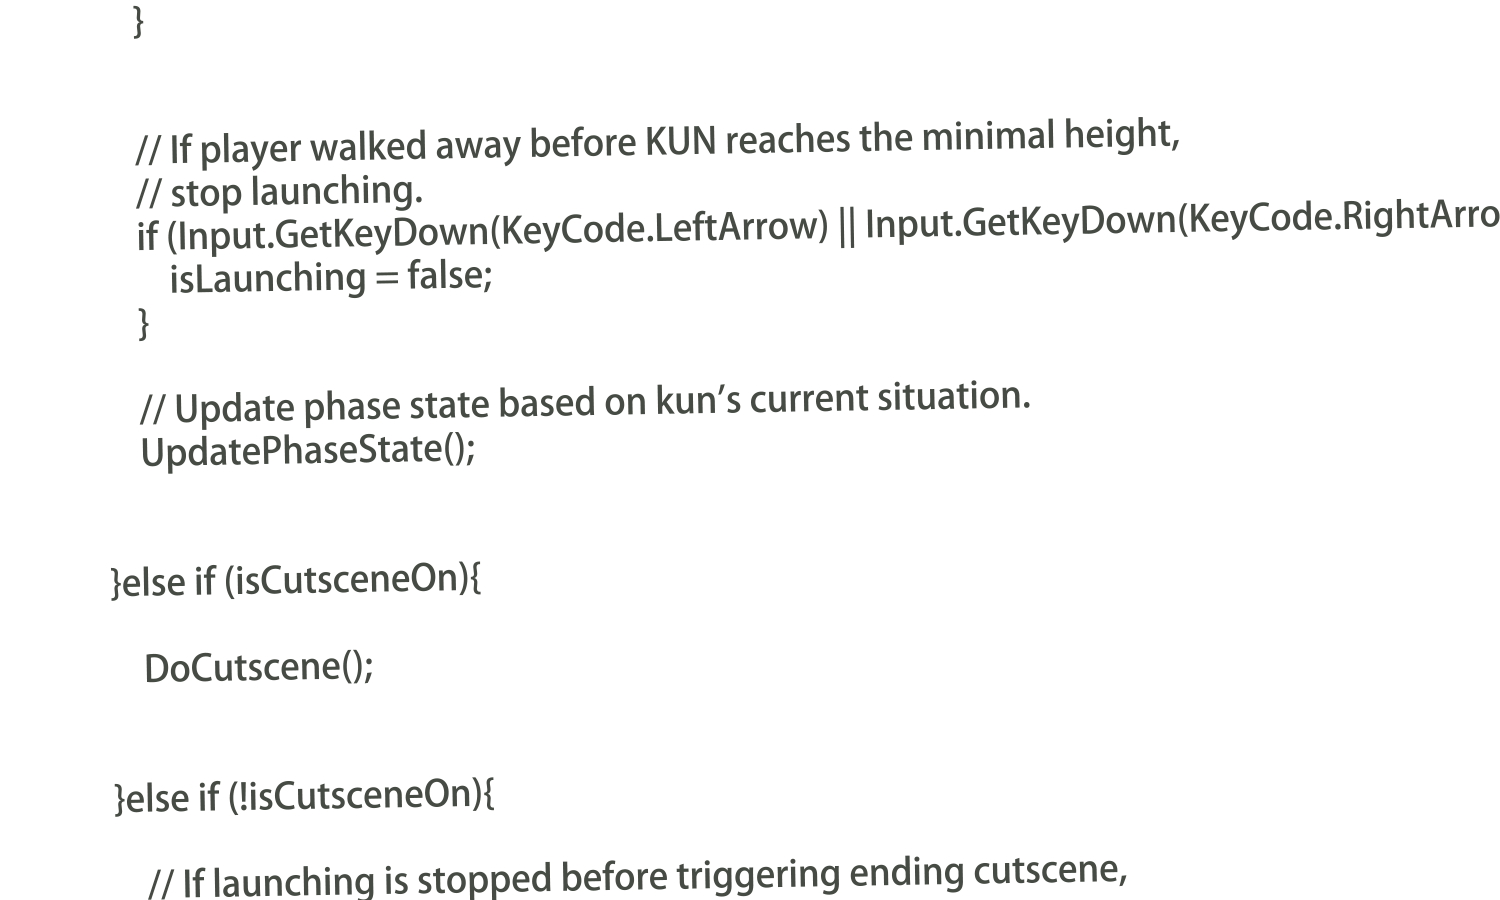 }
// If player walked away before KUN reaches the minimal height,
// stop launching.
if (Input.GetKeyDown(KeyCode.LeftArrow) || Input.GetKeyDown(KeyCode.RightArro
isLaunching = false;
}
// Update phase state based on kun’s current situation.
UpdatePhaseState();
}else if (isCutsceneOn){
DoCutscene();
}else if (!isCutsceneOn){
// If launching is stopped before triggering ending cutscene,